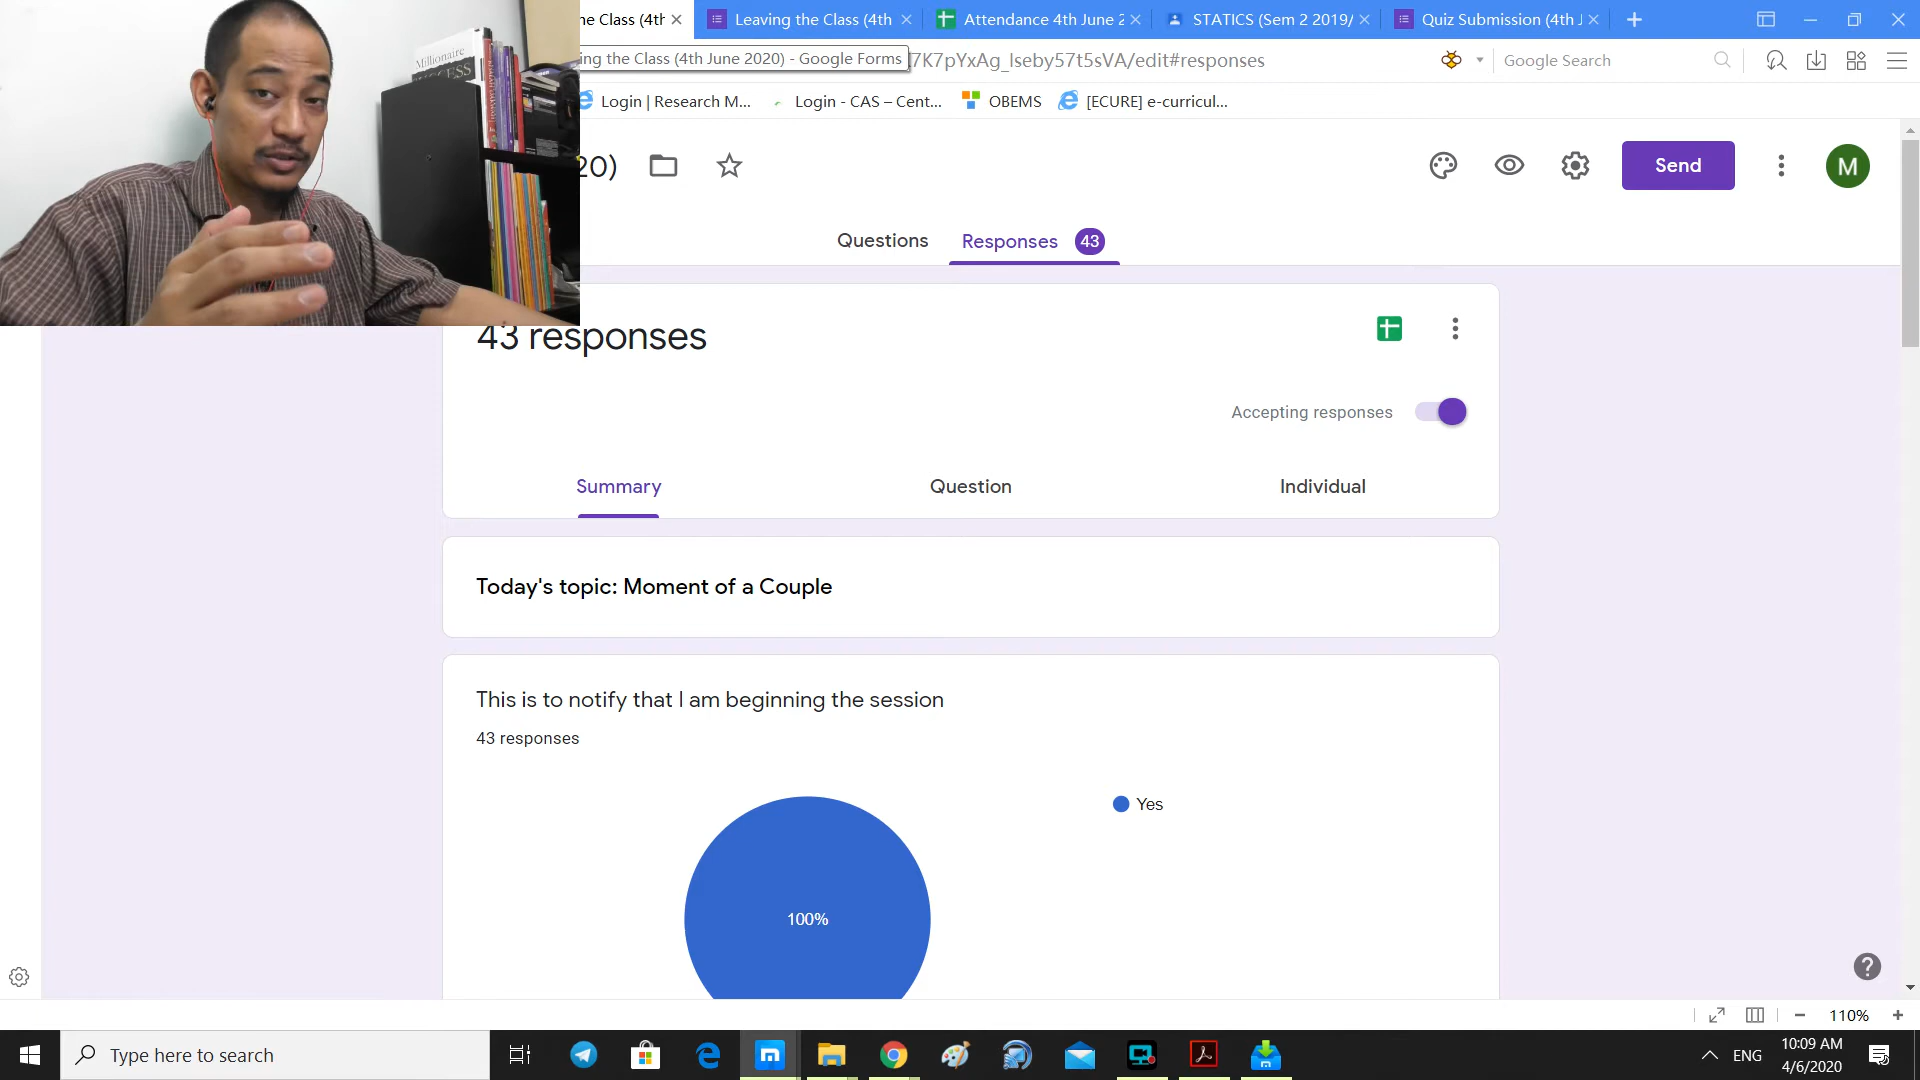 ne Class (4th
Leaving the Class (4th
Attendance 4th June 2
STATICS (Sem 2 2019/
Quiz Submission (4th J
ing the Class (4th June 2020) - Google Forms
7K7pYxAg_lseby57t5sVA/edit#responses
Google Search
Login | Research M...
Login - CAS – Cent...
OBEMS
[ECURE] e-curricul...
Millionaire
20)
Send
M
Questions
Responses 43
43 responses
Accepting responses
Summary
Question
Individual
Today's topic: Moment of a Couple
This is to notify that I am beginning the session
43 responses
Yes
100%
110%
Type here to search
ENG
10:09 AM
4/6/2020